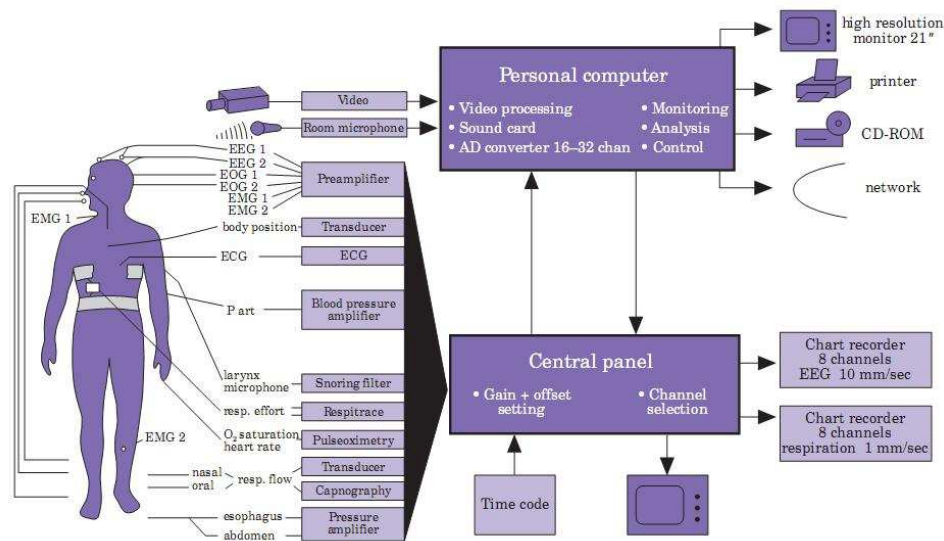 high resolution
monitor 21"
Personal computer
• Video processing
• Sound card
• AD converter 16–32 chan
• Monitoring
• Analysis
• Control
printer
CD-ROM
network
Video
Room microphone
EEG 1
EEG 2
EOG 1
EOG 2
EMG 1
EMG 2
Preamplifier
EMG 1
body position
Transducer
ECG
ECG
P art
Blood pressure
amplifier
larynx
microphone
Snoring filter
resp. effort
Respitrace
EMG 2
O2 saturation
heart rate
Pulseoximetry
nasal
oral
resp. flow
Transducer
Capnography
esophagus
abdomen
Pressure
amplifier
Central panel
• Gain + offset
setting
• Channel
selection
Chart recorder
8 channels
EEG 10 mm/sec
Chart recorder
8 channels
respiration 1 mm/sec
Time code